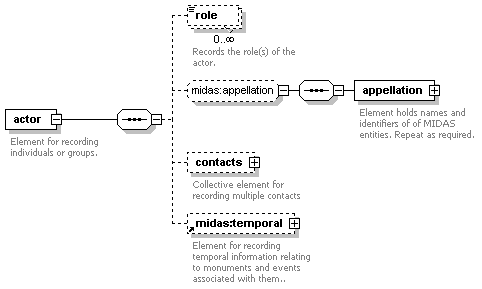 role
0..∞
Records the role(s) of the
actor.
midas:appellation
appellation
Element holds names and
identifiers of of MIDAS
entities. Repeat as required.
actor
Element for recording
individuals or groups.
contacts
Collective element for
recording multiple contacts
midas:temporal
Element for recording
temporal information relating
to monuments and events
associated with them..